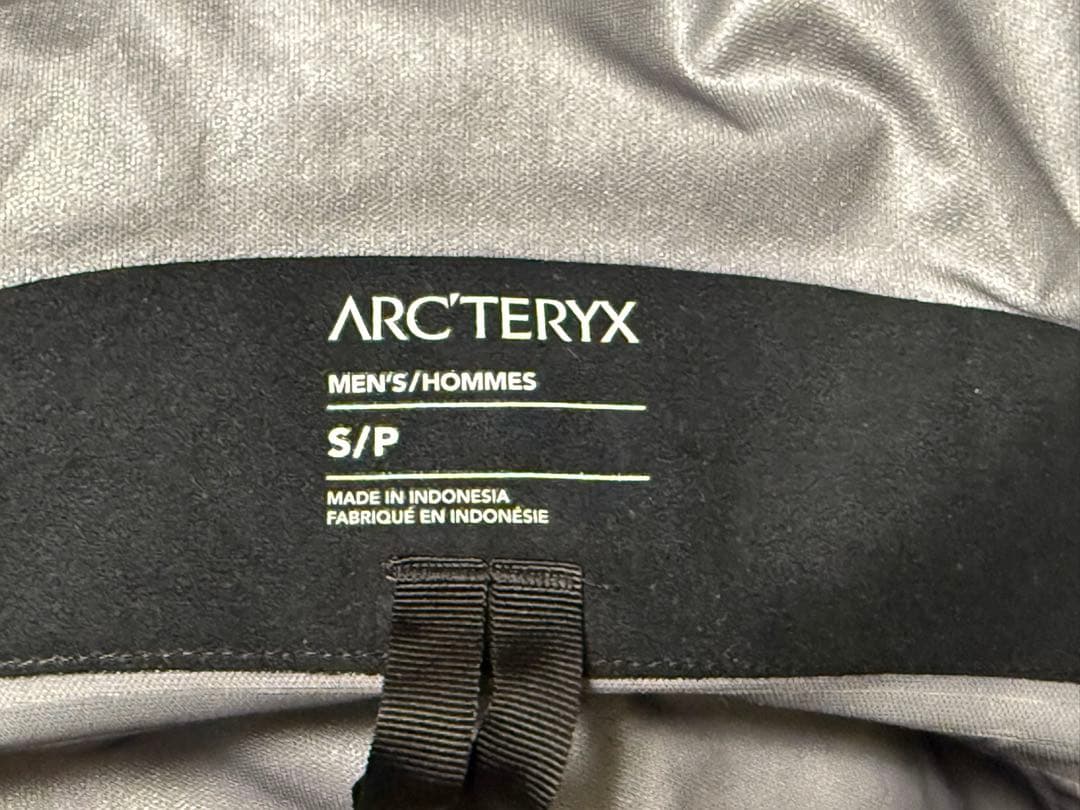 ARC'TERYX
MEN'S/HOMMES
S/P
MADE IN INDONESIA
FABRIQUÉ EN INDONÉSIE